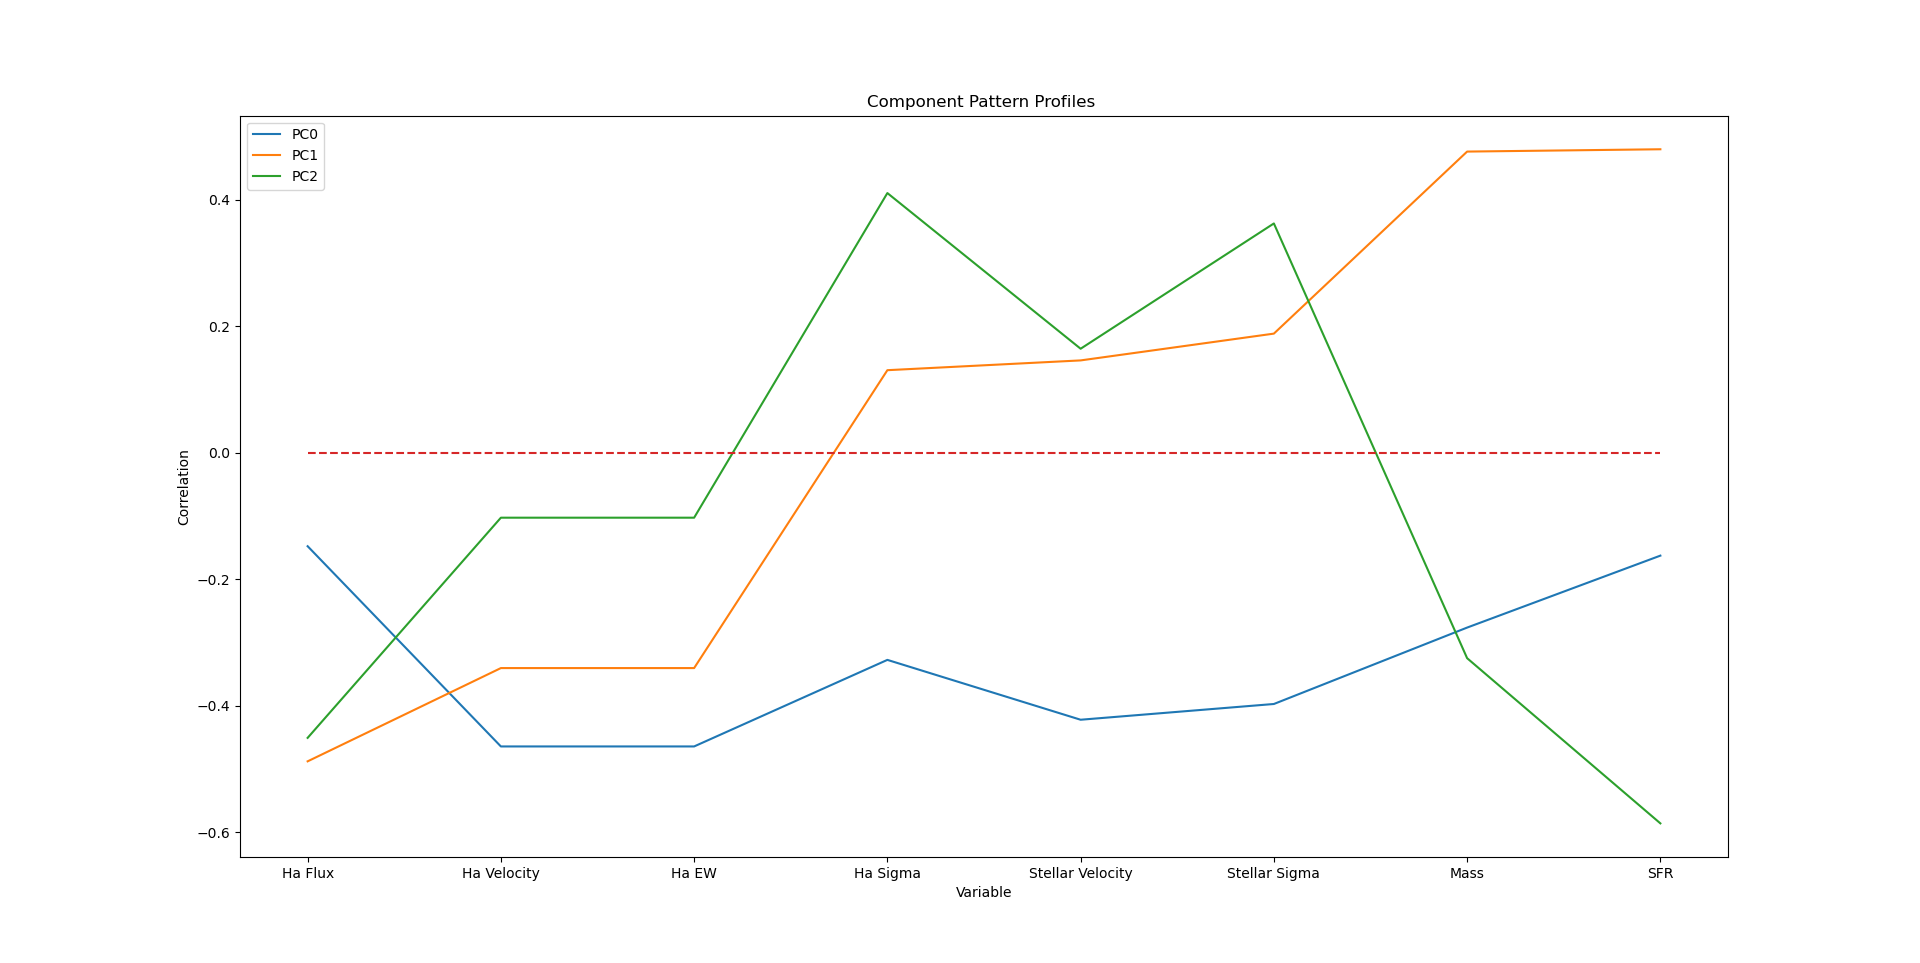 Component Pattern Profiles
PC0
PC1
PC2
0.4
0.2
0.0
−0.2
−0.4
−0.6
Correlation
Ha Flux
Ha Velocity
Ha EW
Ha Sigma
Stellar Velocity
Stellar Sigma
Mass
SFR
Variable